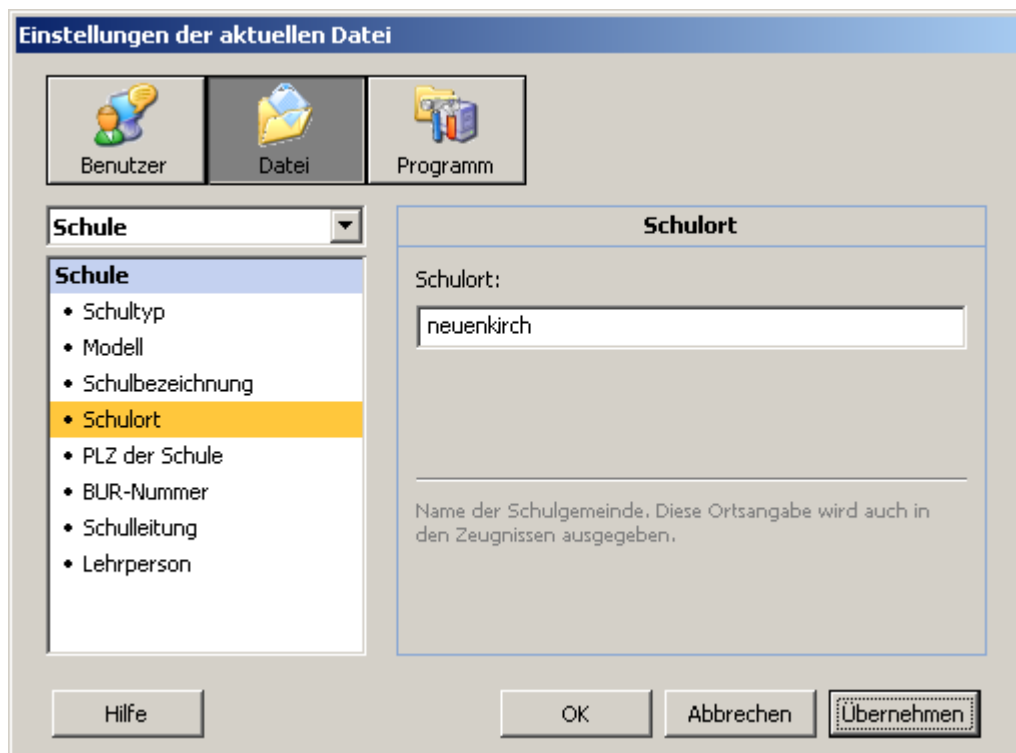 Einstellungen der aktuellen Datei
Benutzer
Datei
Programm
Schule
Schule
• Schultyp
• Modell
• Schulbezeichnung
• Schulort
• PLZ der Schule
• BUR-Nummer
• Schulleitung
• Lehrperson
Schulort
Schulort:
neuenkirch
Name der Schulgemeinde. Diese Ortsangabe wird auch in
den Zeugnissen ausgegeben.
Hilfe
OK
Abbrechen
Übernehmen